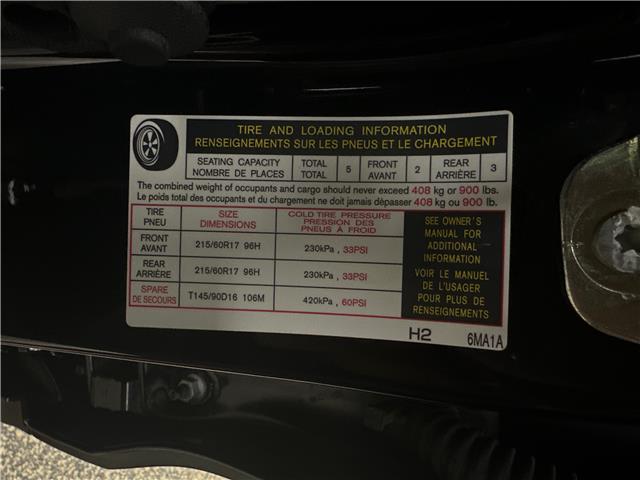 TIRE AND LOADING INFORMATION
RENSEIGNEMENTS SUR LES PNEUS ET LE CHARGEMENT
SEATING CAPACITY TOTAL 5 FRONT 2 REAR 3
NOMBRE DE PLACES TOTAL AVANT ARRIÈRE
The combined weight of occupants and cargo should never exceed 408 kg or 900 lbs.
Le poids total des occupants et du chargement ne doit jamais dépasser 408 kg ou 900 lb.
TIRE
PNEU
SIZE
DIMENSIONS
COLD TIRE PRESSURE
PRESSION DES
PNEUS À FROID
FRONT
AVANT
215/60R17 96H
230kPa , 33PSI
REAR
ARRIÈRE
215/60R17 96H
230kPa , 33PSI
SPARE
DE SECOURS
T145/90D16 106M
420kPa , 60PSI
SEE OWNER'S
MANUAL FOR
ADDITIONAL
INFORMATION
VOIR LE MANUEL
DE L'USAGER
POUR PLUS DE
RENSEIGNEMENTS
H2
6MA1A